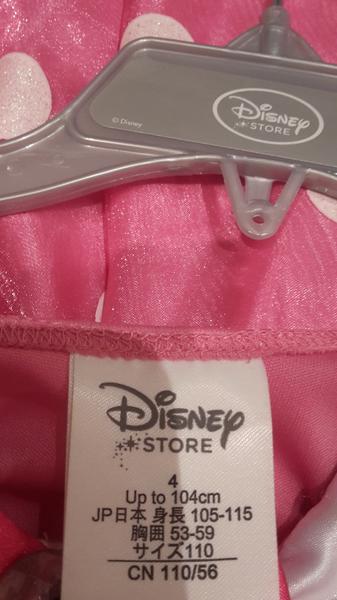 Disney
STORE
© Disney
Disney
STORE
4
Up to 104cm
JP日本 身長 105-115
胸囲 53-59
サイズ110
CN 110/56